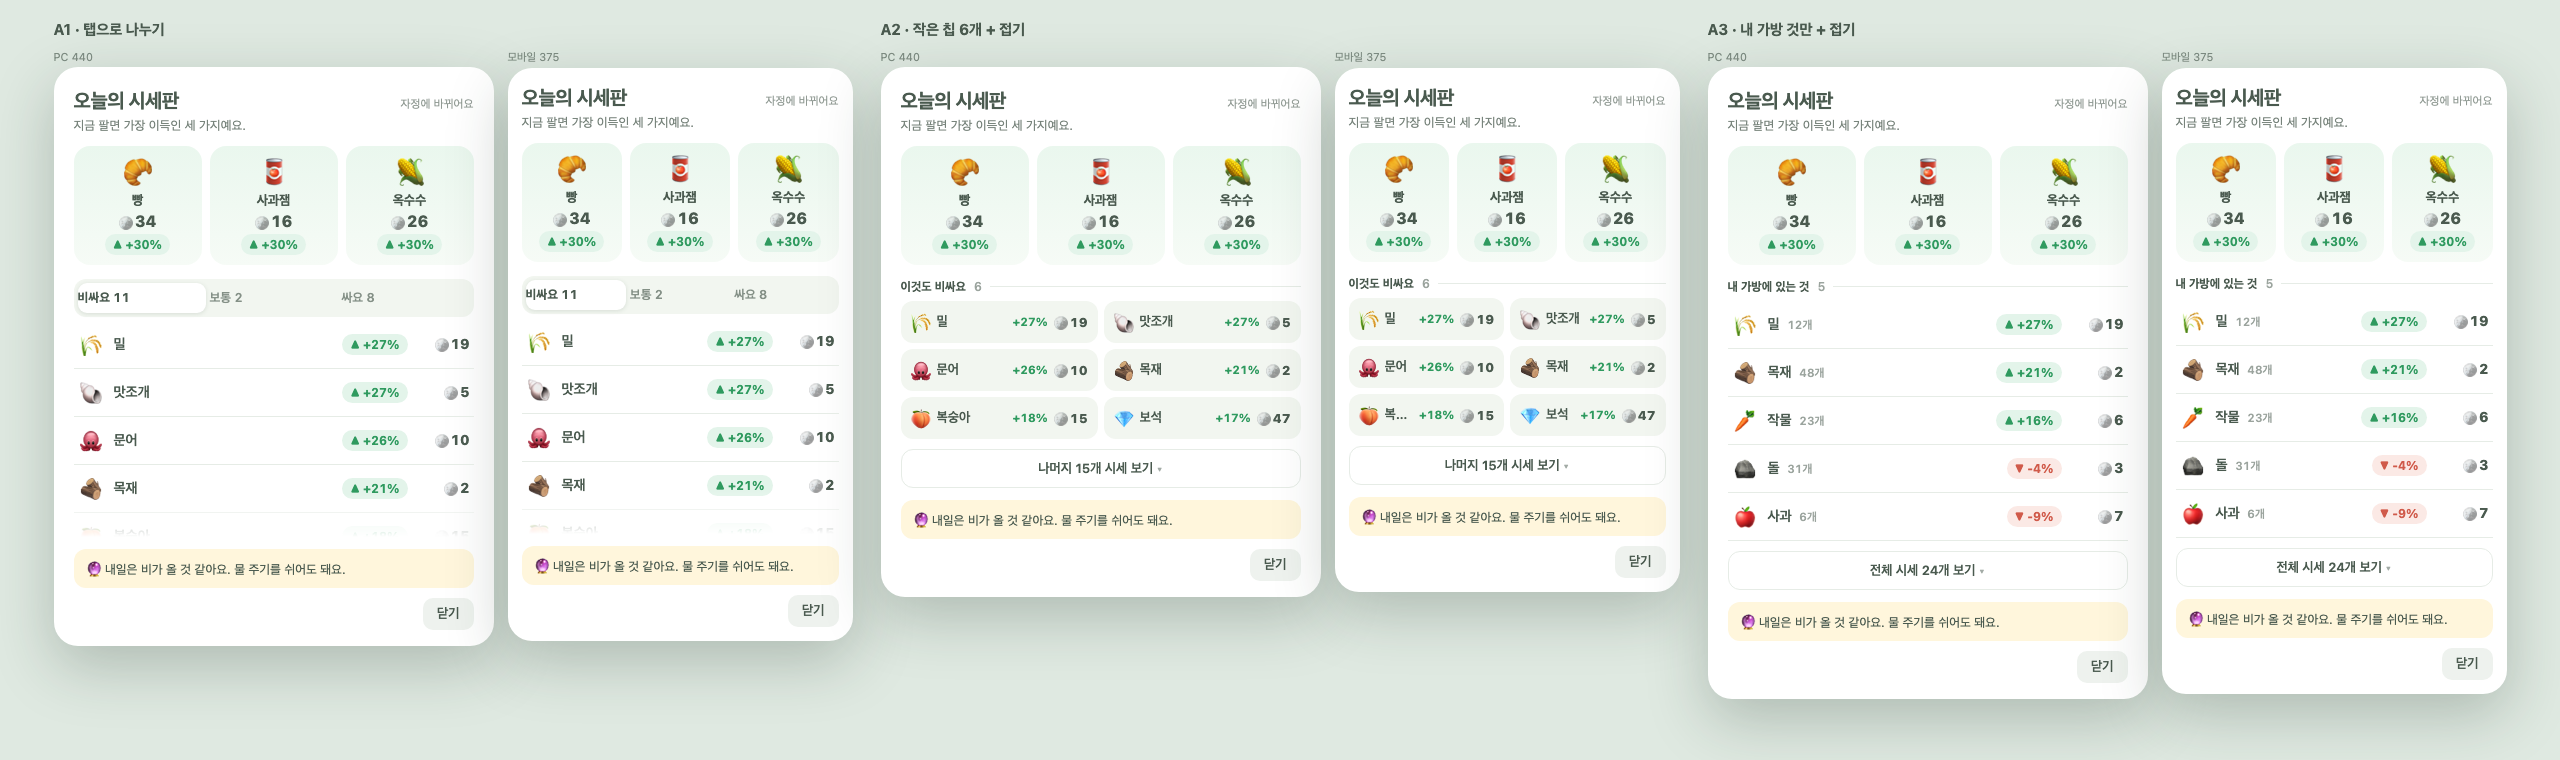 A1 · 탭으로 나누기
PC 440
오늘의 시세판
자정에 바뀌어요
지금 팔면 가장 이득인 세 가지예요.
빵
34
▲ +30%
사과잼
16
▲ +30%
옥수수
26
▲ +30%
비싸요 11
보통 2
싸요 8
밀
▲ +27%
19
맛조개
▲ +27%
5
문어
▲ +26%
10
목재
▲ +21%
2
내일은 비가 올 것 같아요. 물 주기를 쉬어도 돼요.
닫기
모바일 375
오늘의 시세판
자정에 바뀌어요
지금 팔면 가장 이득인 세 가지예요.
빵
34
▲ +30%
사과잼
16
▲ +30%
옥수수
26
▲ +30%
비싸요 11
보통 2
싸요 8
밀
▲ +27%
19
맛조개
▲ +27%
5
문어
▲ +26%
10
목재
▲ +21%
2
내일은 비가 올 것 같아요. 물 주기를 쉬어도 돼요.
닫기
A2 · 작은 칩 6개 + 접기
PC 440
오늘의 시세판
자정에 바뀌어요
지금 팔면 가장 이득인 세 가지예요.
빵
34
▲ +30%
사과잼
16
▲ +30%
옥수수
26
▲ +30%
이것도 비싸요 6
밀 +27% 19
맛조개 +27% 5
문어 +26% 10
목재 +21% 2
복숭아 +18% 15
보석 +17% 47
나머지 15개 시세 보기 ▾
내일은 비가 올 것 같아요. 물 주기를 쉬어도 돼요.
닫기
모바일 375
오늘의 시세판
자정에 바뀌어요
지금 팔면 가장 이득인 세 가지예요.
빵
34
▲ +30%
사과잼
16
▲ +30%
옥수수
26
▲ +30%
이것도 비싸요 6
밀 +27% 19
맛조개 +27% 5
문어 +26% 10
목재 +21% 2
복... +18% 15
보석 +17% 47
나머지 15개 시세 보기 ▾
내일은 비가 올 것 같아요. 물 주기를 쉬어도 돼요.
닫기
A3 · 내 가방 것만 + 접기
PC 440
오늘의 시세판
자정에 바뀌어요
지금 팔면 가장 이득인 세 가지예요.
빵
34
▲ +30%
사과잼
16
▲ +30%
옥수수
26
▲ +30%
내 가방에 있는 것 5
밀 12개 ▲ +27% 19
목재 48개 ▲ +21% 2
작물 23개 ▲ +16% 6
돌 31개 ▼ -4% 3
사과 6개 ▼ -9% 7
전체 시세 24개 보기 ▾
내일은 비가 올 것 같아요. 물 주기를 쉬어도 돼요.
닫기
모바일 375
오늘의 시세판
자정에 바뀌어요
지금 팔면 가장 이득인 세 가지예요.
빵
34
▲ +30%
사과잼
16
▲ +30%
옥수수
26
▲ +30%
내 가방에 있는 것 5
밀 12개 ▲ +27% 19
목재 48개 ▲ +21% 2
작물 23개 ▲ +16% 6
돌 31개 ▼ -4% 3
사과 6개 ▼ -9% 7
전체 시세 24개 보기 ▾
내일은 비가 올 것 같아요. 물 주기를 쉬어도 돼요.
닫기